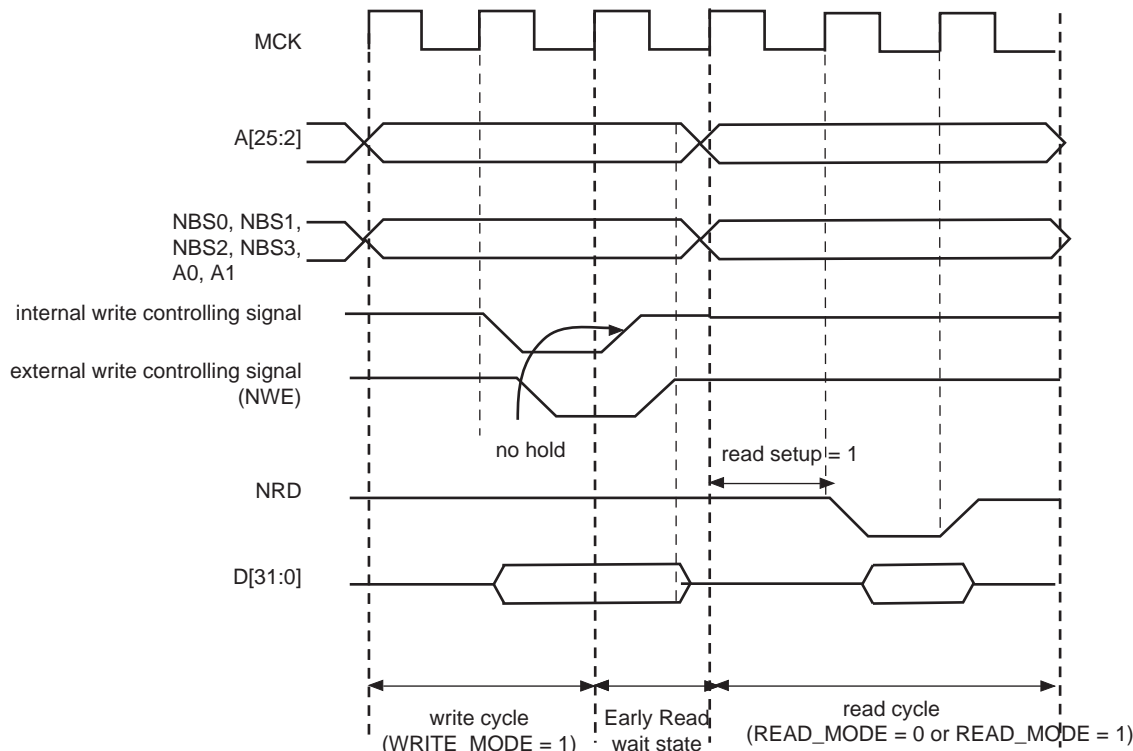 MCK
A[25:2]
NBS0, NBS1,
NBS2, NBS3,
A0, A1
internal write controlling signal
external write controlling signal
(NWE)
no hold
read setup = 1
NRD
D[31:0]
write cycle
(WRITE_MODE = 1)
Early Read
wait state
read cycle
(READ_MODE = 0 or READ_MODE = 1)